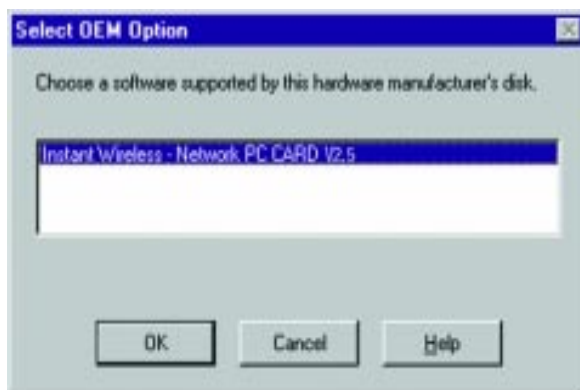 Select OEM Option
Choose a software supported by this hardware manufacturer's disk.
Instant Wireless - Network PC CARD V2.5
OK
Cancel
Help